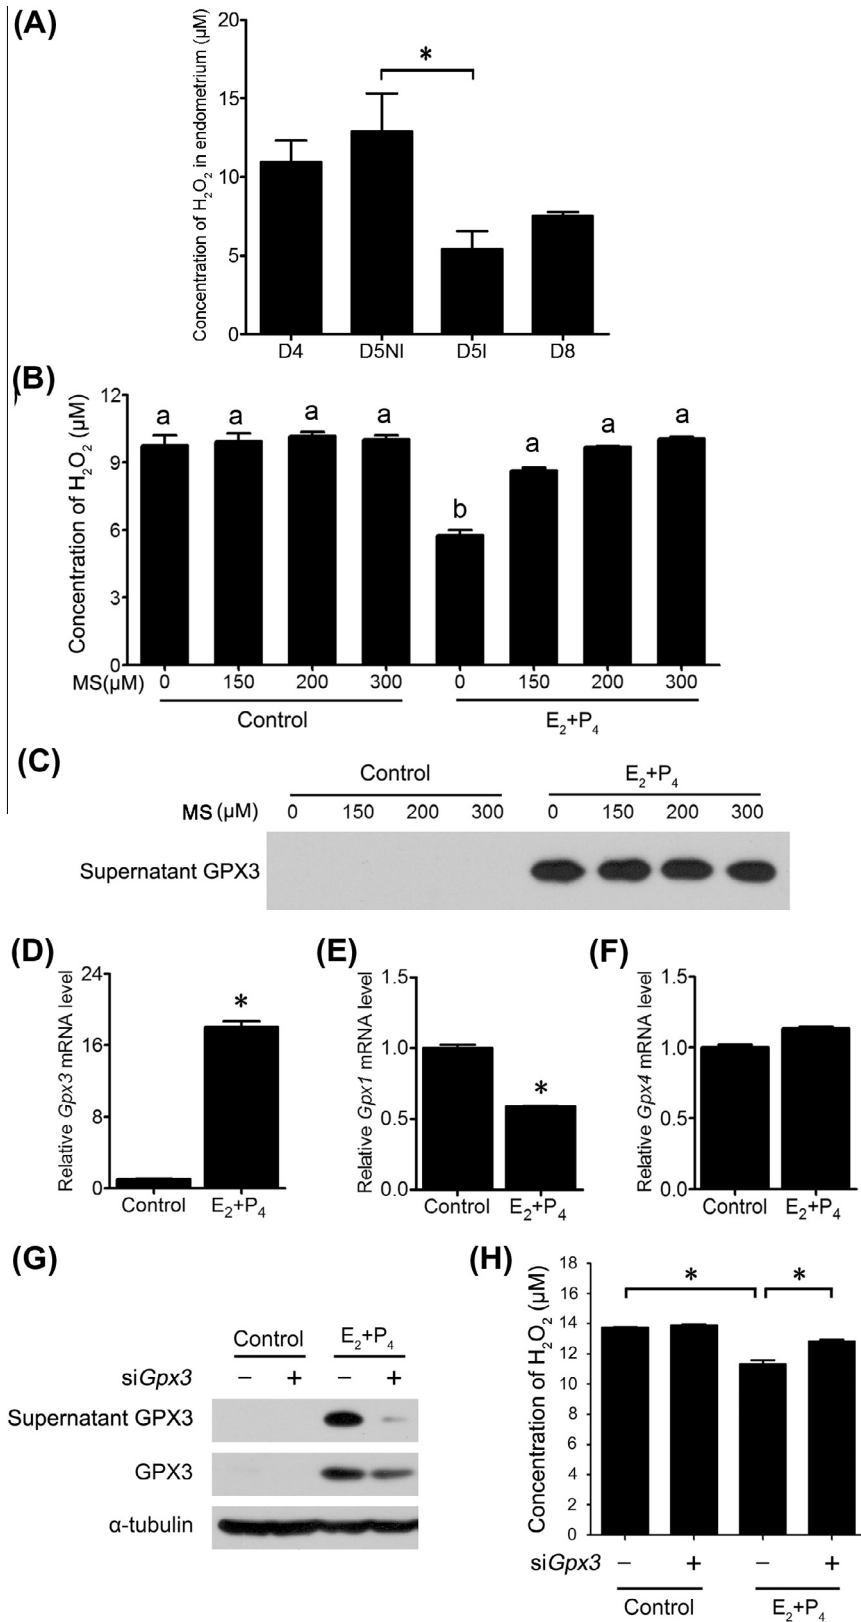 (A)
Concentration of H₂O₂ in endometrium (µM)
20
15
10
5
0
*
D4 D5NI D5I D8
(B)
Concentration of H₂O₂ (µM)
12
9
6
3
0
a a a a b a a a
MS(µM) 0 150 200 300 0 150 200 300
Control E₂+P₄
(C)
Control E₂+P₄
MS (µM) 0 150 200 300 0 150 200 300
Supernatant GPX3
(D)
Relative Gpx3 mRNA level
24
16
8
0
*
Control E₂+P₄
(E)
Relative Gpx1 mRNA level
1.5
1.0
0.5
0.0
*
Control E₂+P₄
(F)
Relative Gpx4 mRNA level
1.5
1.0
0.5
0.0
Control E₂+P₄
(G)
Control E₂+P₄
siGpx3 − + − +
Supernatant GPX3
GPX3
α-tubulin
(H)
Concentration of H₂O₂ (µM)
18
16
14
12
10
8
6
4
2
0
* *
siGpx3 − + − +
Control E₂+P₄